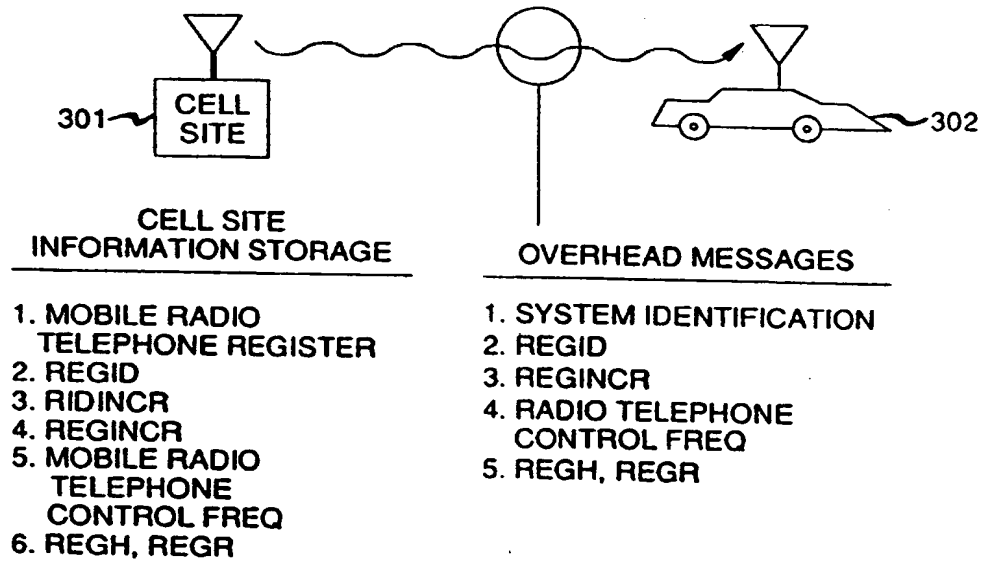 CELL
SITE
301
302
CELL SITE
INFORMATION STORAGE
1. MOBILE RADIO
TELEPHONE REGISTER
2. REGID
3. RIDINCR
4. REGINCR
5. MOBILE RADIO
TELEPHONE
CONTROL FREQ
6. REGH, REGR
OVERHEAD MESSAGES
1. SYSTEM IDENTIFICATION
2. REGID
3. REGINCR
4. RADIO TELEPHONE
CONTROL FREQ
5. REGH, REGR